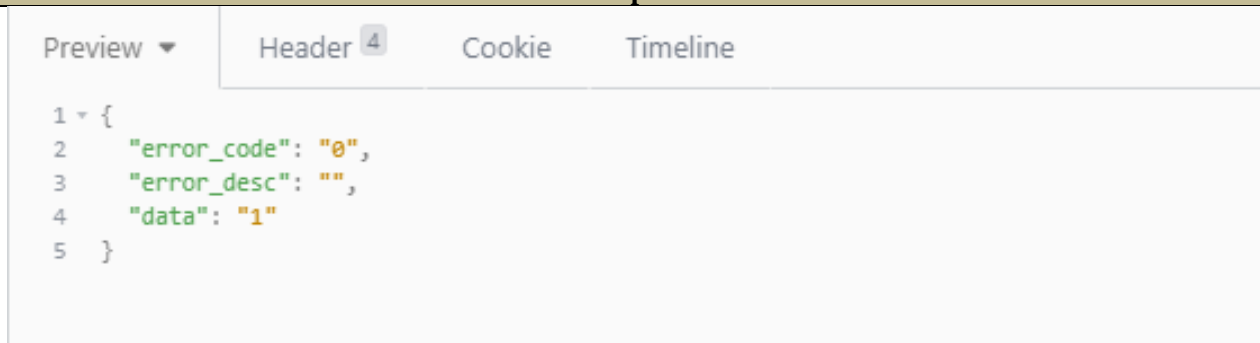 Preview Header 4 Cookie Timeline
1 {
2 "error_code": "0",
3 "error_desc": "",
4 "data": "1"
5 }